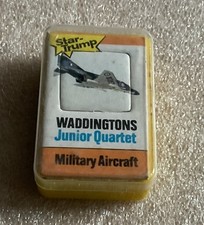 Star-
Trump
WADDINGTONS
Junior Quartet
Military Aircraft